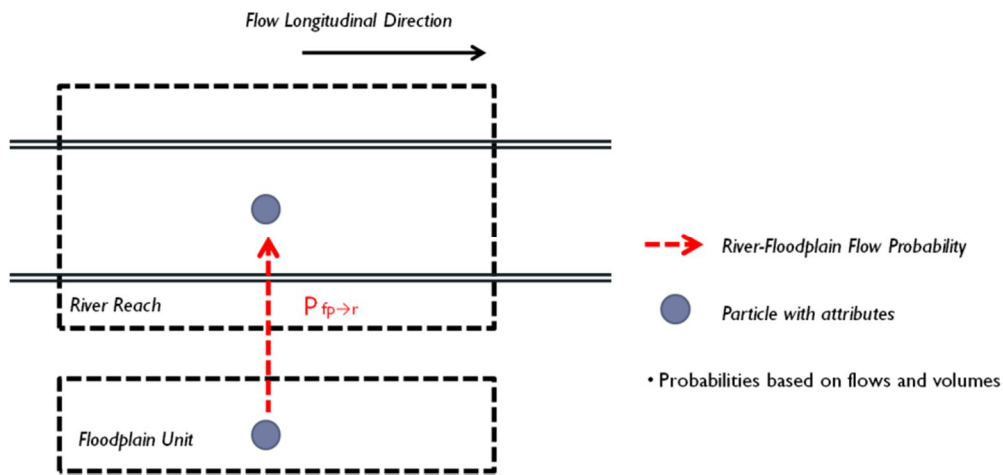 Flow Longitudinal Direction
River Reach
P fp→r
Floodplain Unit
River-Floodplain Flow Probability
Particle with attributes
• Probabilities based on flows and volumes